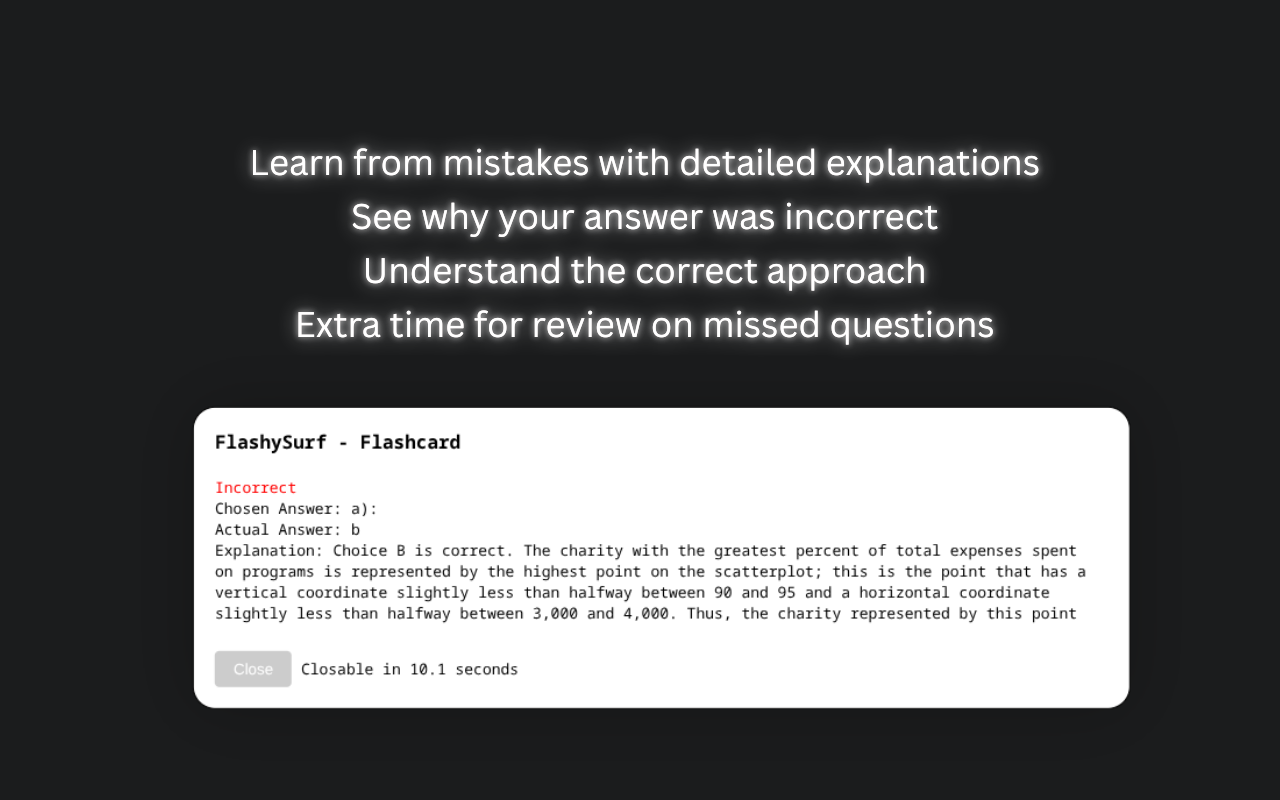 Learn from mistakes with detailed explanations
See why your answer was incorrect
Understand the correct approach
Extra time for review on missed questions
FlashySurf - Flashcard
Incorrect
Chosen Answer: a):
Actual Answer: b
Explanation: Choice B is correct. The charity with the greatest percent of total expenses spent
on programs is represented by the highest point on the scatterplot; this is the point that has a
vertical coordinate slightly less than halfway between 90 and 95 and a horizontal coordinate
slightly less than halfway between 3,000 and 4,000. Thus, the charity represented by this point
Close Closable in 10.1 seconds